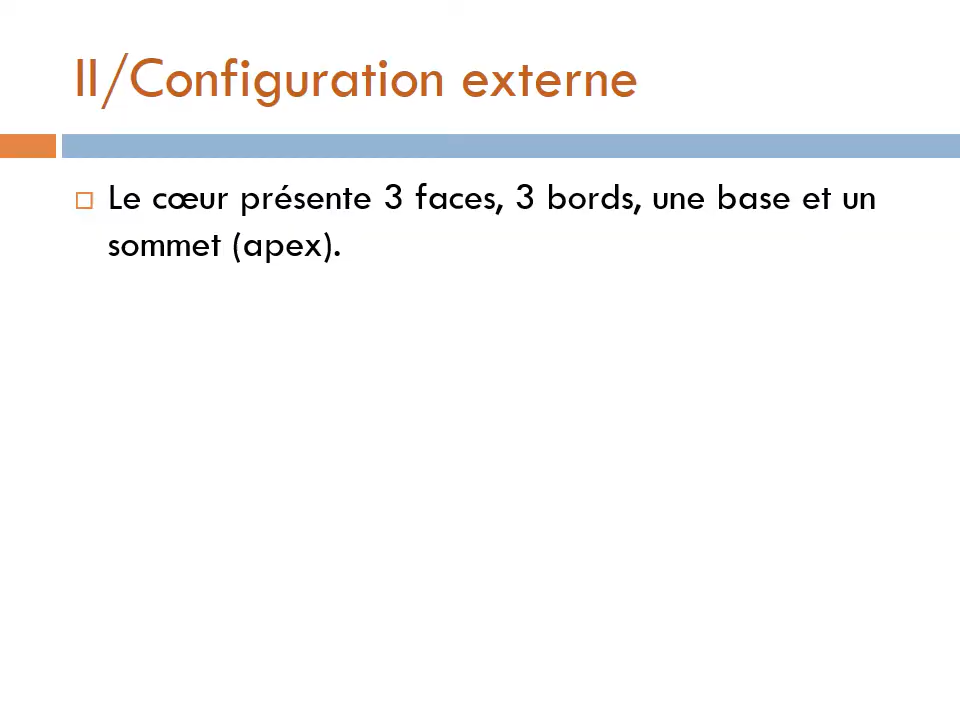 II/Configuration externe
Le cœur présente 3 faces, 3 bords, une base et un
sommet (apex).